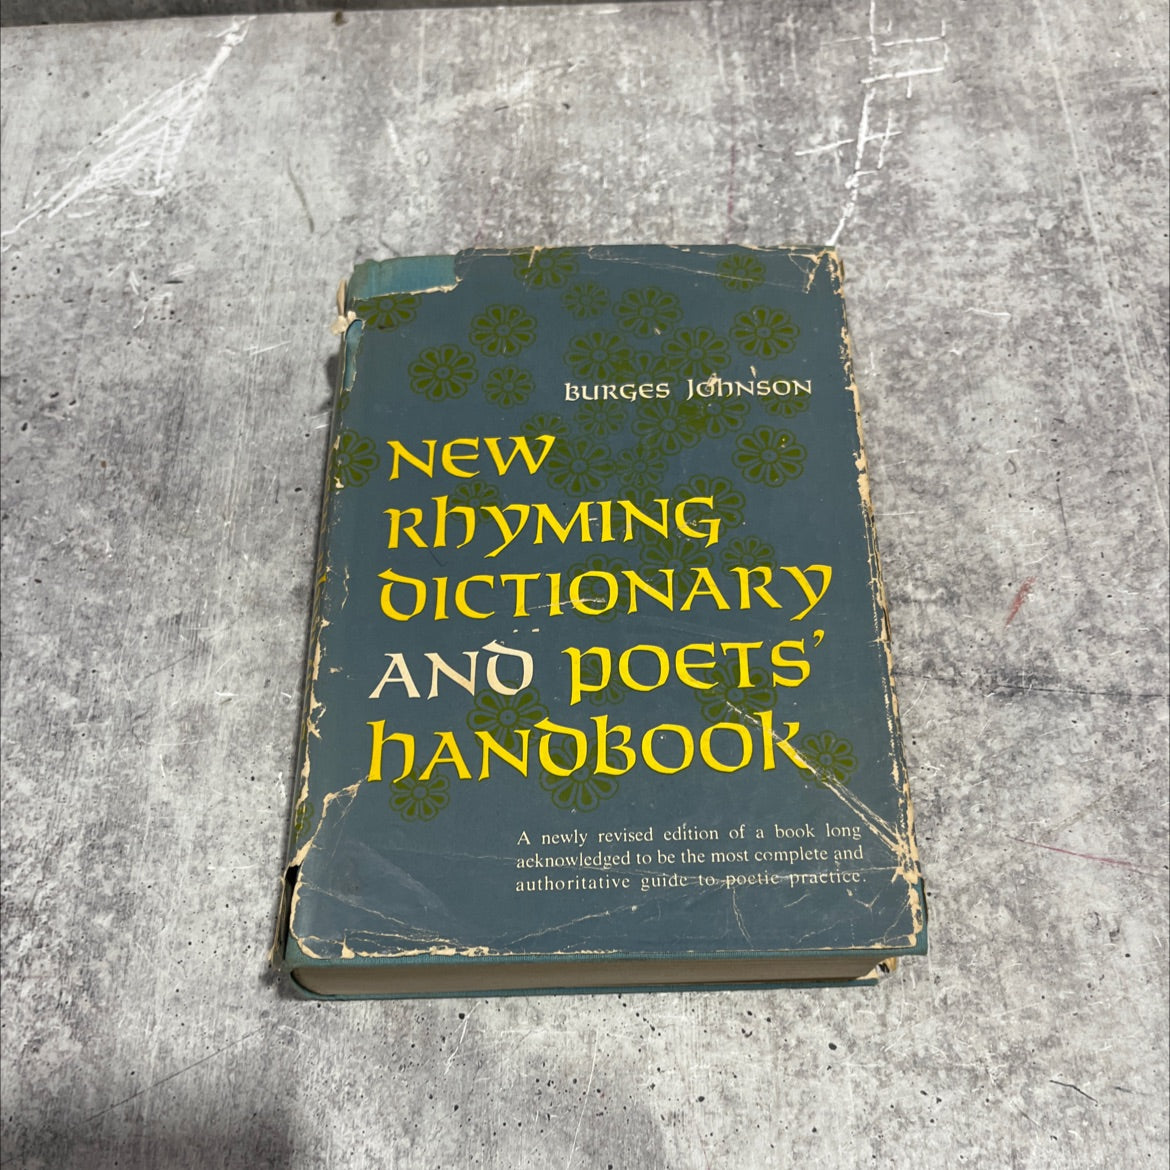 BURGES JOHNSON
NEW
RHYMING
DICTIONARY
AND POETS'
HANDBOOK
A newly revised edition of a book long
acknowledged to be the most complete and
authoritative guide to poetic practice.